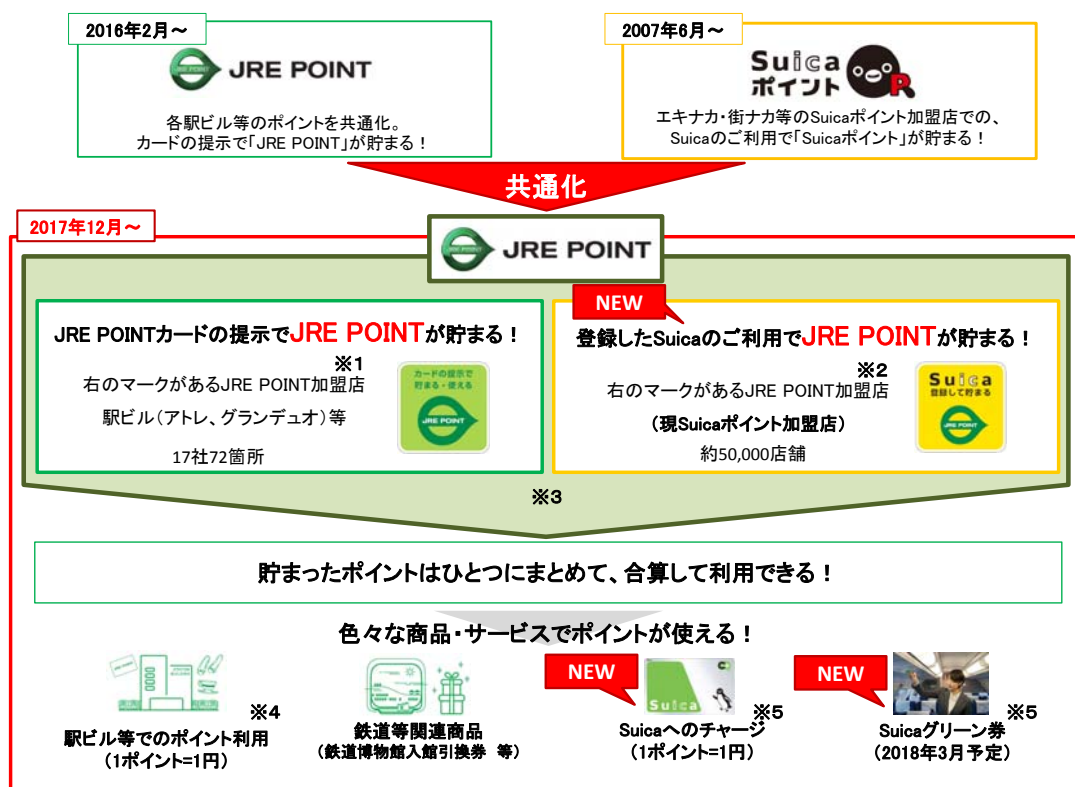 2016年2月～
JRE POINT
各駅ビル等のポイントを共通化。
カードの提示で「JRE POINT」が貯まる！
2007年6月～
Suica
ポイント
エキナカ・街ナカ等のSuicaポイント加盟店での、
Suicaのご利用で「Suicaポイント」が貯まる！
共通化
2017年12月～
JRE POINT
JRE POINTカードの提示でJRE POINTが貯まる！
※1
右のマークがあるJRE POINT加盟店
駅ビル（アトレ、グランデュオ）等
17社72箇所
カードの提示で
貯まる・使える
JRE POINT
NEW
登録したSuicaのご利用でJRE POINTが貯まる！
※2
右のマークがあるJRE POINT加盟店
（現Suicaポイント加盟店）
約50,000店舗
Suica
登録して貯まる
JRE POINT
※3
貯まったポイントはひとつにまとめて、合算して利用できる！
色々な商品・サービスでポイントが使える！
※4
駅ビル等でのポイント利用
（1ポイント=1円）
鉄道等関連商品
（鉄道博物館入館引換券 等）
NEW
Suica
※5
Suicaへのチャージ
（1ポイント=1円）
NEW
※5
Suicaグリーン券
（2018年3月予定）